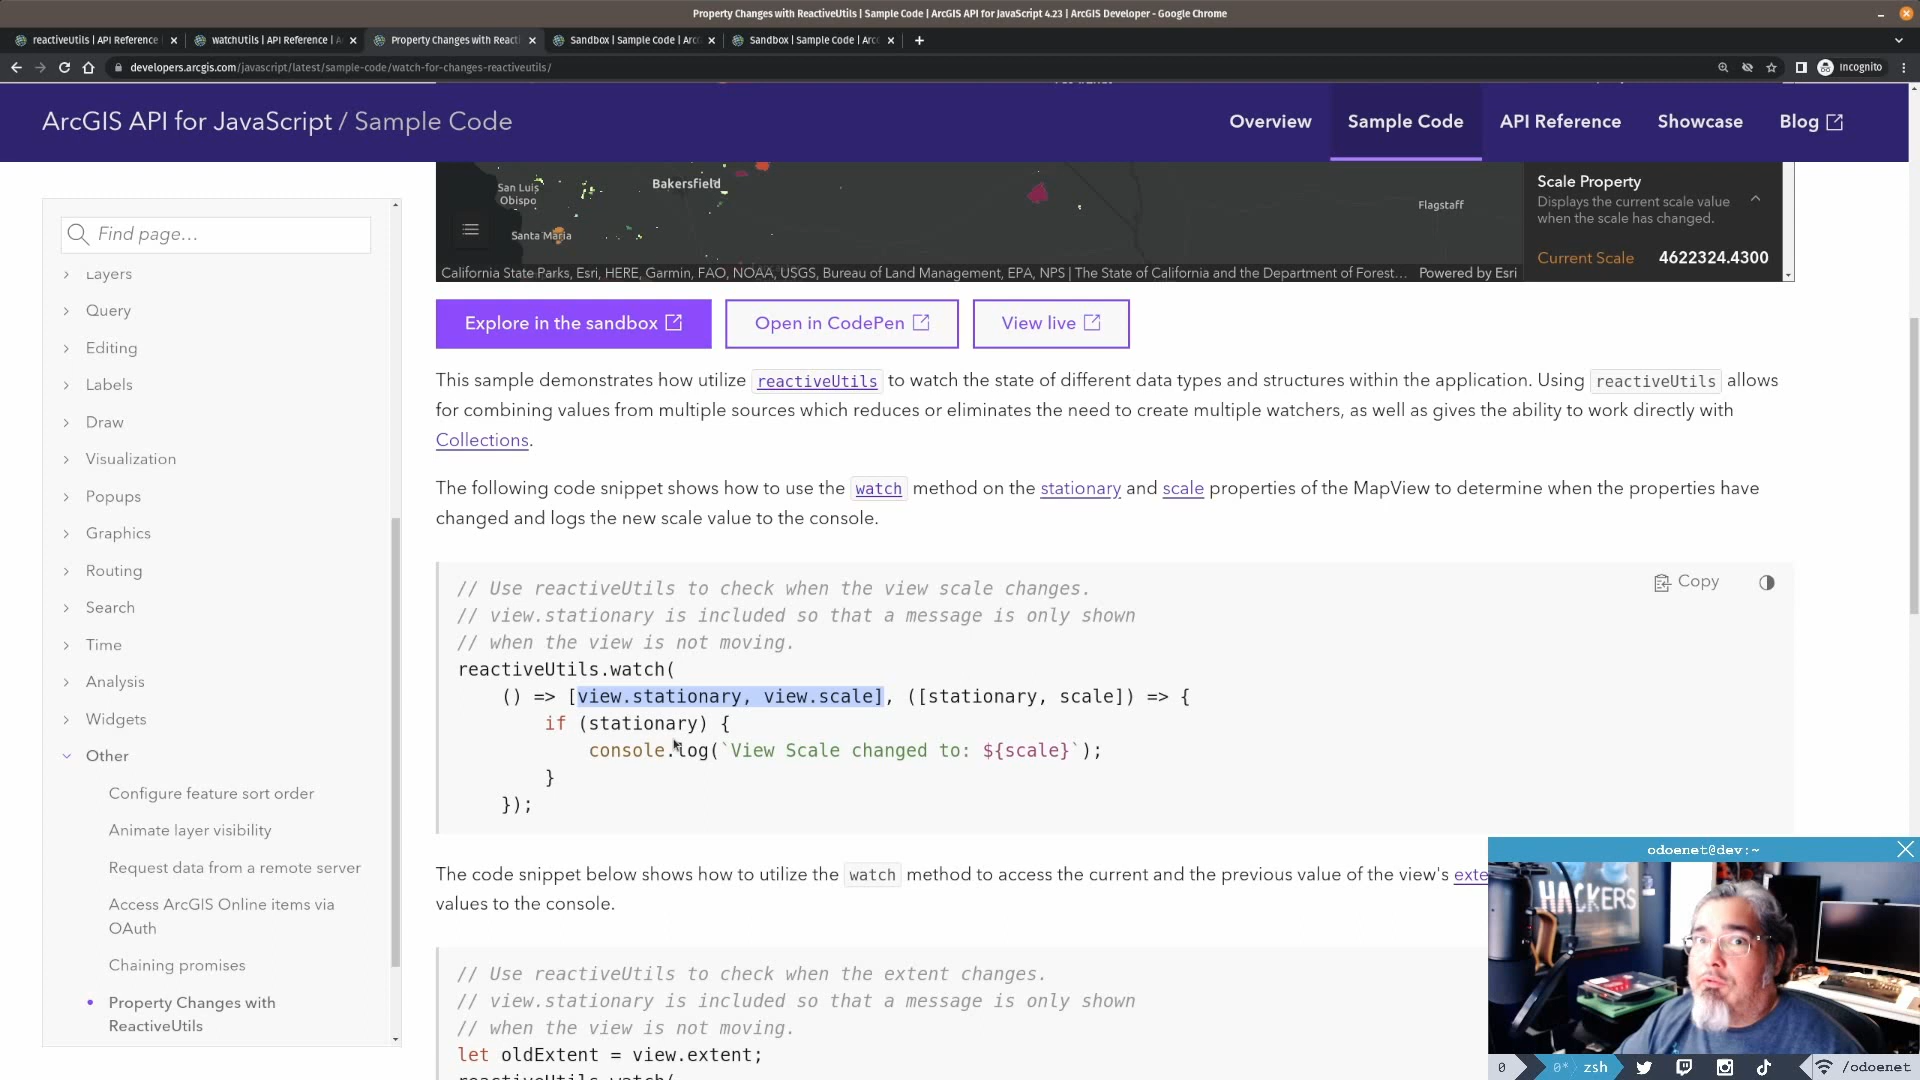 Property Changes with ReactiveUtils | Sample Code | ArcGIS API for JavaScript 4.23 | ArcGIS Developer - Google Chrome
reactiveUtils | API Reference
watchUtils | API Reference |
Property Changes with React
Sandbox | Sample Code | Arc
Sandbox | Sample Code | Arc
developers.arcgis.com/javascript/latest/sample-code/watch-for-changes-reactiveutils/
Incognito
ArcGIS API for JavaScript / Sample Code
Overview
Sample Code
API Reference
Showcase
Blog
Find page...
Layers
Query
Editing
Labels
Draw
Visualization
Popups
Graphics
Routing
Search
Time
Analysis
Widgets
Other
Configure feature sort order
Animate layer visibility
Request data from a remote server
Access ArcGIS Online items via
OAuth
Chaining promises
Property Changes with
ReactiveUtils
San Luis
Obispo
Bakersfield
Santa Maria
Flagstaff
Scale Property
Displays the current scale value
when the scale has changed.
Current Scale 4622324.4300
California State Parks, Esri, HERE, Garmin, FAO, NOAA, USGS, Bureau of Land Management, EPA, NPS | The State of California and the Department of Forest... Powered by Esri
Explore in the sandbox
Open in CodePen
View live
This sample demonstrates how utilize reactiveUtils to watch the state of different data types and structures within the application. Using reactiveUtils allows
for combining values from multiple sources which reduces or eliminates the need to create multiple watchers, as well as gives the ability to work directly with
Collections.
The following code snippet shows how to use the watch method on the stationary and scale properties of the MapView to determine when the properties have
changed and logs the new scale value to the console.
Copy
// Use reactiveUtils to check when the view scale changes.
// view.stationary is included so that a message is only shown
// when the view is not moving.
reactiveUtils.watch(
() => [view.stationary, view.scale], ([stationary, scale]) => {
if (stationary) {
console.log(`View Scale changed to: ${scale}`);
}
});
The code snippet below shows how to utilize the watch method to access the current and the previous value of the view's exte
values to the console.
// Use reactiveUtils to check when the extent changes.
// view.stationary is included so that a message is only shown
// when the view is not moving.
let oldExtent = view.extent;
reactiveUtils.watch(
odoenet@dev:~
HACKERS
0
0* zsh
/odoenet